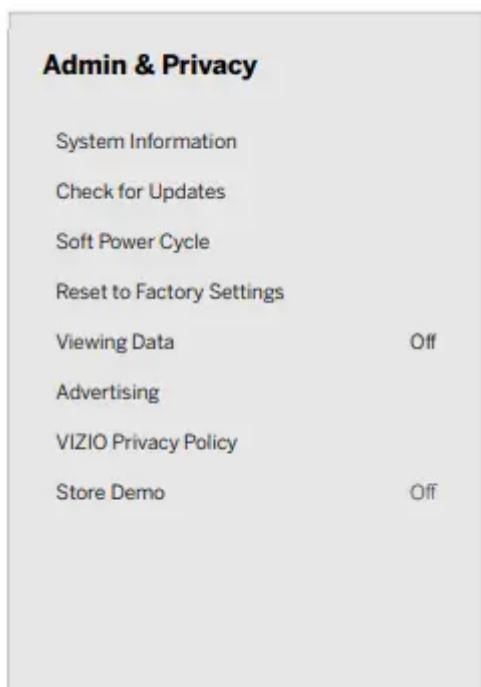 Admin & Privacy
System Information
Check for Updates
Soft Power Cycle
Reset to Factory Settings
Viewing Data Off
Advertising
VIZIO Privacy Policy
Store Demo Off